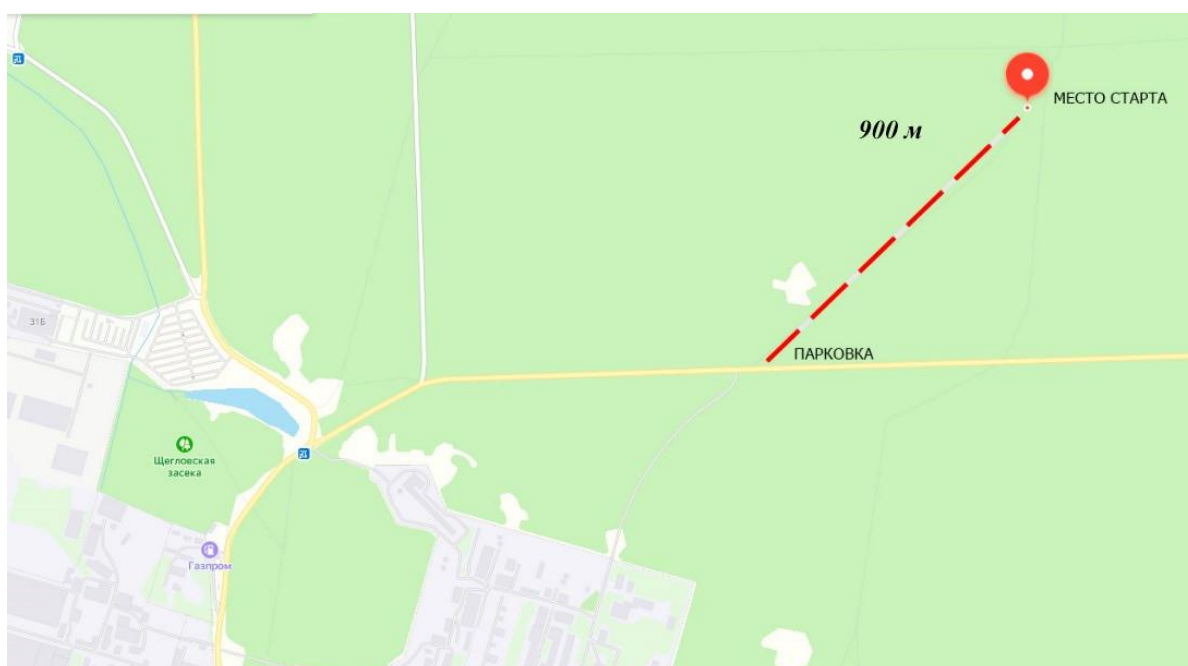 МЕСТО СТАРТА
900 м
31Б
ПАРКОВКА
Щегловская
засека
Газпром